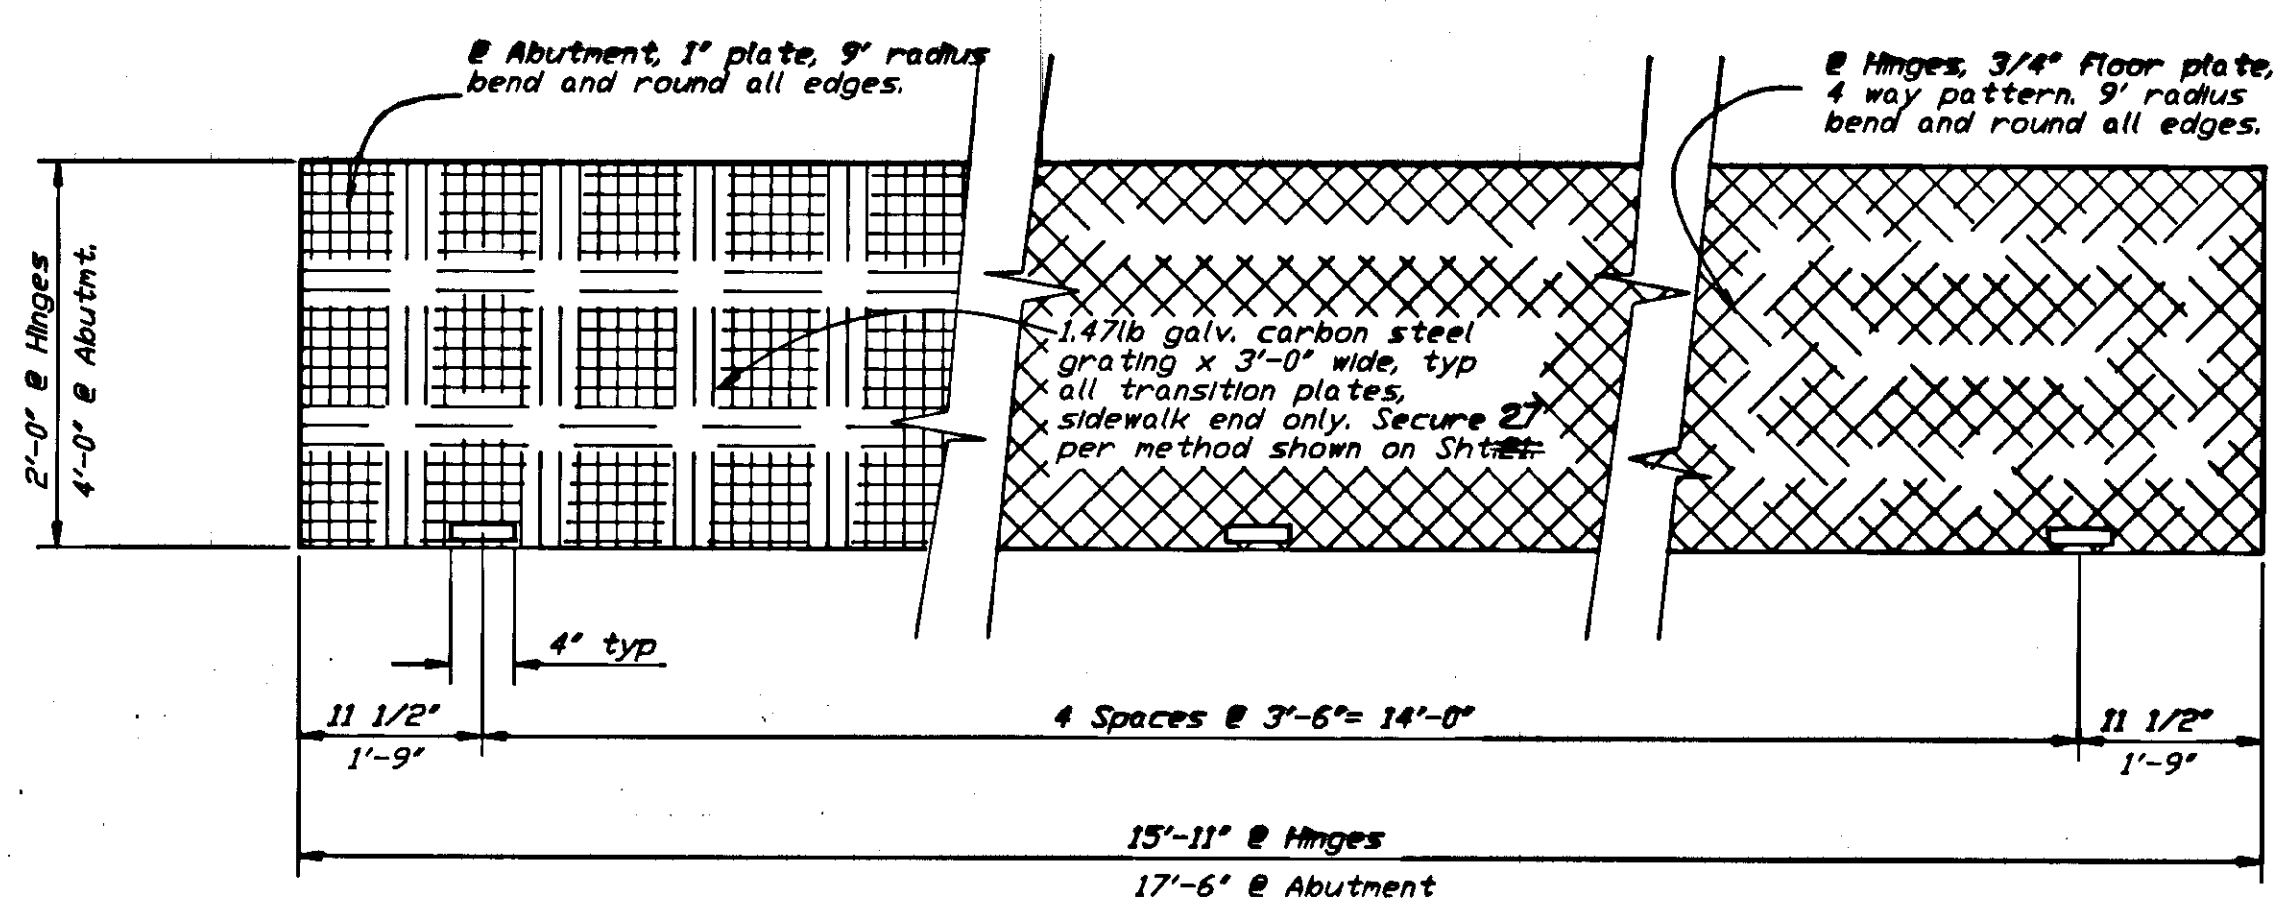 @ Abutment, 1" plate, 9' radius
bend and round all edges.
@ Hinges, 3/4" Floor plate,
4 way pattern. 9' radius
bend and round all edges.
2'-0" @ Hinges
4'-0" @ Abutmt.
1.47lb galv. carbon steel
grating x 3'-0" wide, typ
all transition plates,
sidewalk end only. Secure 27
per method shown on Sht
4" typ
11 1/2"
1'-9"
4 Spaces @ 3'-6"= 14'-0"
11 1/2"
1'-9"
15'-11" @ Hinges
17'-6" @ Abutment